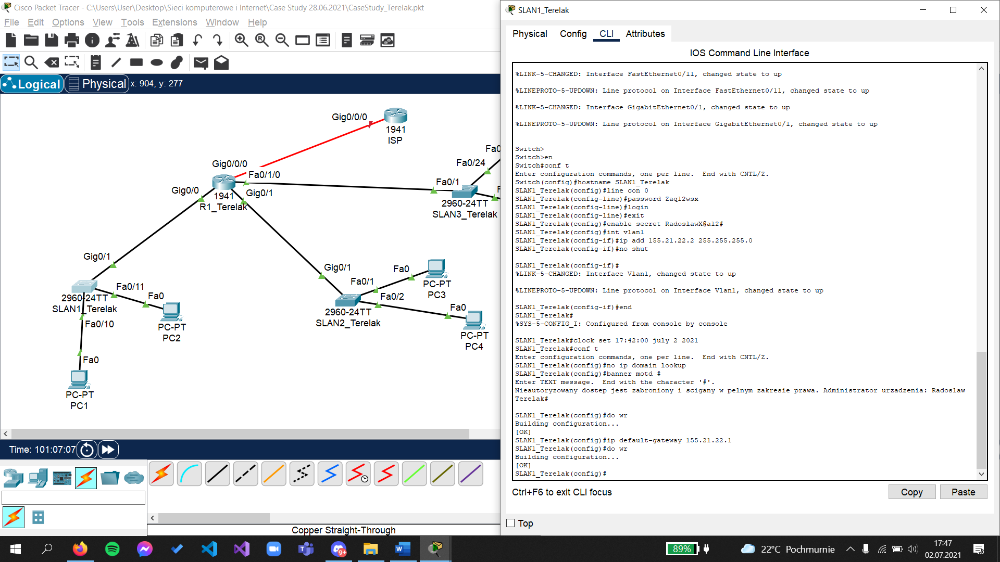 Cisco Packet Tracer - C:\Users\User\Desktop\Sieci komputerowe i Internet\Case Study 28.06.2021\CaseStudy_Terelak.pkt
File Edit Options View Tools Extensions Window Help
Logical Physical x: 904, y: 277
Gig0/0/0
1941
ISP
Fa0
Fa0/24
Gig0/0/0
Fa0/1/0
Fa0/1
Gig0/0
Gig0/1
1941
R1_Terelak
2960-24TT
SLAN3_Terelak
Gig0/1
Gig0/1
Fa0
Fa0/1
PC-PT
PC3
Fa0/11
Fa0
Fa0/2
2960-24TT
SLAN1_Terelak
2960-24TT
SLAN2_Terelak
Fa0
Fa0/10
PC-PT
PC2
PC-PT
PC4
Fa0
PC-PT
PC1
Time: 101:07:07
Copper Straight-Through
SLAN1_Terelak
Physical Config CLI Attributes
IOS Command Line Interface
%LINK-5-CHANGED: Interface FastEthernet0/11, changed state to up
%LINEPROTO-5-UPDOWN: Line protocol on Interface FastEthernet0/11, changed state to up
%LINK-5-CHANGED: Interface GigabitEthernet0/1, changed state to up
%LINEPROTO-5-UPDOWN: Line protocol on Interface GigabitEthernet0/1, changed state to up
Switch>
Switch>en
Switch#conf t
Enter configuration commands, one per line.  End with CNTL/Z.
Switch(config)#hostname SLAN1_Terelak
SLAN1_Terelak(config)#line con 0
SLAN1_Terelak(config-line)#password Zaq12wsx
SLAN1_Terelak(config-line)#login
SLAN1_Terelak(config-line)#exit
SLAN1_Terelak(config)#enable secret RadoslawX@a12#
SLAN1_Terelak(config)#int vlan1
SLAN1_Terelak(config-if)#ip add 155.21.22.2 255.255.255.0
SLAN1_Terelak(config-if)#no shut
SLAN1_Terelak(config-if)#
%LINK-5-CHANGED: Interface Vlan1, changed state to up
%LINEPROTO-5-UPDOWN: Line protocol on Interface Vlan1, changed state to up
SLAN1_Terelak(config-if)#end
SLAN1_Terelak#
%SYS-5-CONFIG_I: Configured from console by console
SLAN1_Terelak#clock set 17:42:00 july 2 2021
SLAN1_Terelak#conf t
Enter configuration commands, one per line.  End with CNTL/Z.
SLAN1_Terelak(config)#no ip domain lookup
SLAN1_Terelak(config)#banner motd #
Enter TEXT message.  End with the character '#'.
Nieautoryzowany dostep jest zabroniony i scigany w pelnym zakresie prawa. Administrator urzadzenia: Radoslaw
Terelak#
SLAN1_Terelak(config)#do wr
Building configuration...
[OK]
SLAN1_Terelak(config)#ip default-gateway 155.21.22.1
SLAN1_Terelak(config)#do wr
Building configuration...
[OK]
SLAN1_Terelak(config)#
Ctrl+F6 to exit CLI focus
Copy Paste
Top
9+
89%
22°C Pochmurnie
17:47
02.07.2021